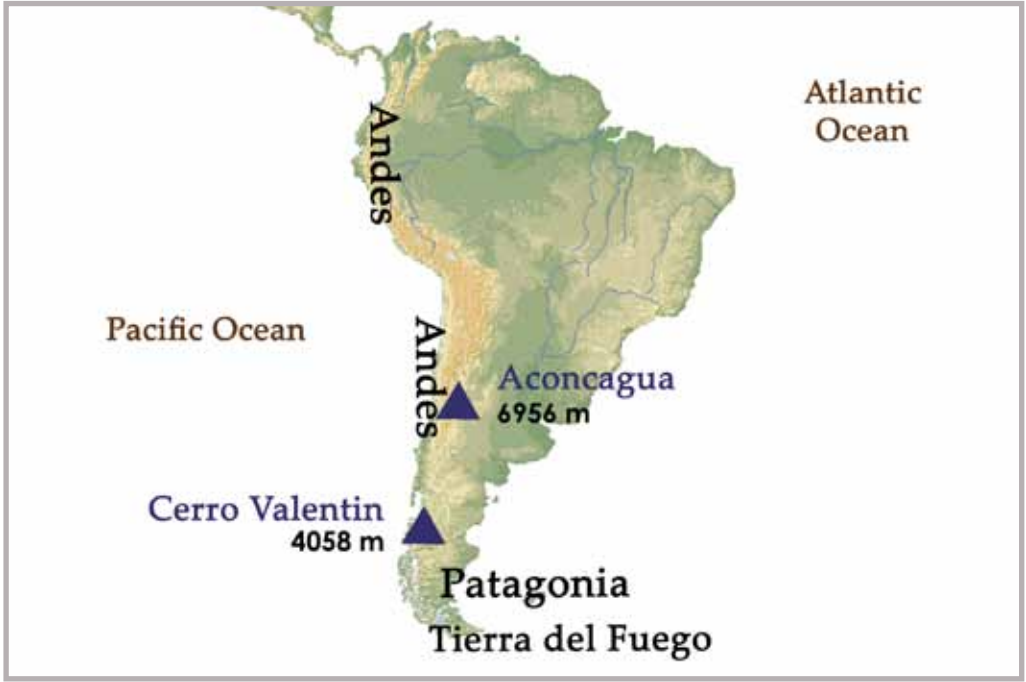 Atlantic
Ocean
Andes
Pacific Ocean
Andes
Aconcagua
6956 m
Cerro Valentin
4058 m
Patagonia
Tierra del Fuego